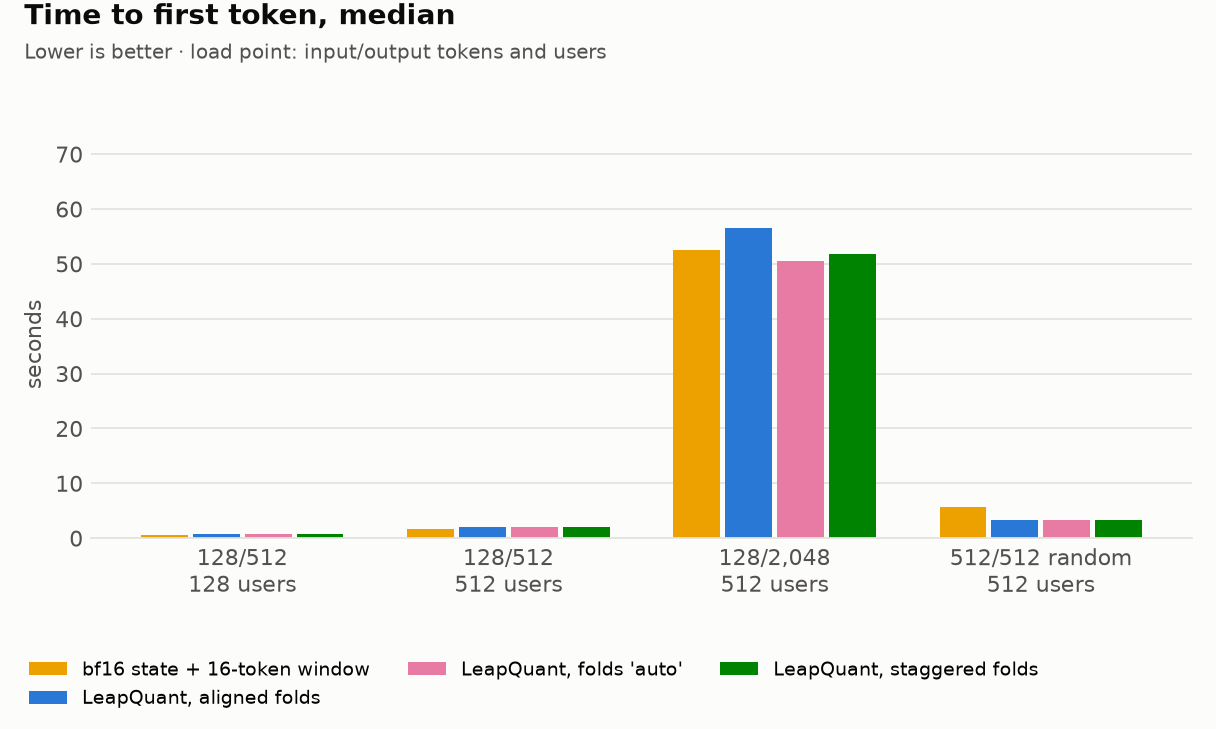 Time to first token, median
Lower is better · load point: input/output tokens and users
seconds
70
60
50
40
30
20
10
0
128/512
128 users
128/512
512 users
128/2,048
512 users
512/512 random
512 users
bf16 state + 16-token window
LeapQuant, aligned folds
LeapQuant, folds 'auto'
LeapQuant, staggered folds